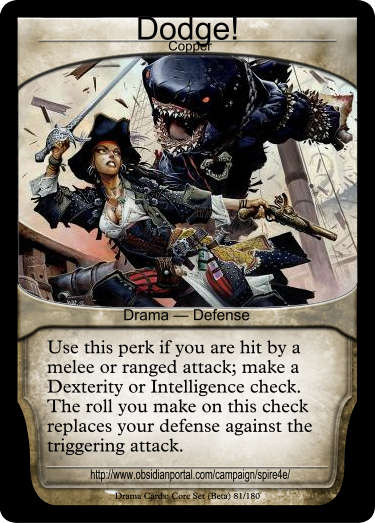 Dodge!
Copper
Drama — Defense
Use this perk if you are hit by a
melee or ranged attack; make a
Dexterity or Intelligence check.
The roll you make on this check
replaces your defense against the
triggering attack.
http://www.obsidianportal.com/campaign/spire4e/
Drama Cards: Core Set (Beta) 81/180